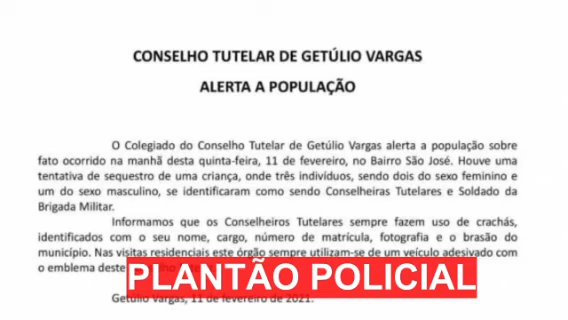 CONSELHO TUTELAR DE GETÚLIO VARGAS
ALERTA A POPULAÇÃO
O Colegiado do Conselho Tutelar de Getúlio Vargas alerta a população sobre
fato ocorrido na manhã desta quinta-feira, 11 de fevereiro, no Bairro São José. Houve uma
tentativa de sequestro de uma criança, onde três indivíduos, sendo dois do sexo feminino e
um do sexo masculino, se identificaram como sendo Conselheiras Tutelares e Soldado da
Brigada Militar.
Informamos que os Conselheiros Tutelares sempre fazem uso de crachás,
identificados com o seu nome, cargo, número de matrícula, fotografia e o brasão do
município. Nas visitas residenciais este órgão sempre utilizam-se de um veículo adesivado com
o emblema deste
PLANTÃO POLICIAL
Getúlio Vargas, 11 de fevereiro de 2021.